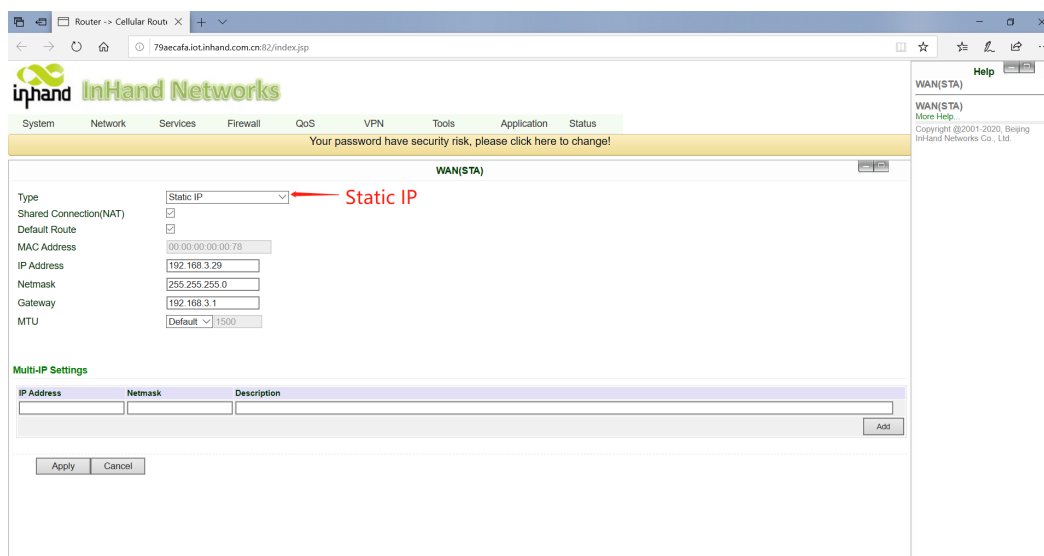 Router -> Cellular Route
79aecafa.iot.inhand.com.cn:82/index.jsp
inhand InHand Networks
System Network Services Firewall QoS VPN Tools Application Status
Your password have security risk, please click here to change!
WAN(STA)
Type Static IP Static IP
Shared Connection(NAT)
Default Route
MAC Address 00:00:00:00:00:78
IP Address 192.168.3.29
Netmask 255.255.255.0
Gateway 192.168.3.1
MTU Default 1500
Multi-IP Settings
IP Address Netmask Description
Add
Apply Cancel
Help
WAN(STA)
WAN(STA)
More Help...
Copyright @2001-2020, Beijing
InHand Networks Co., Ltd.